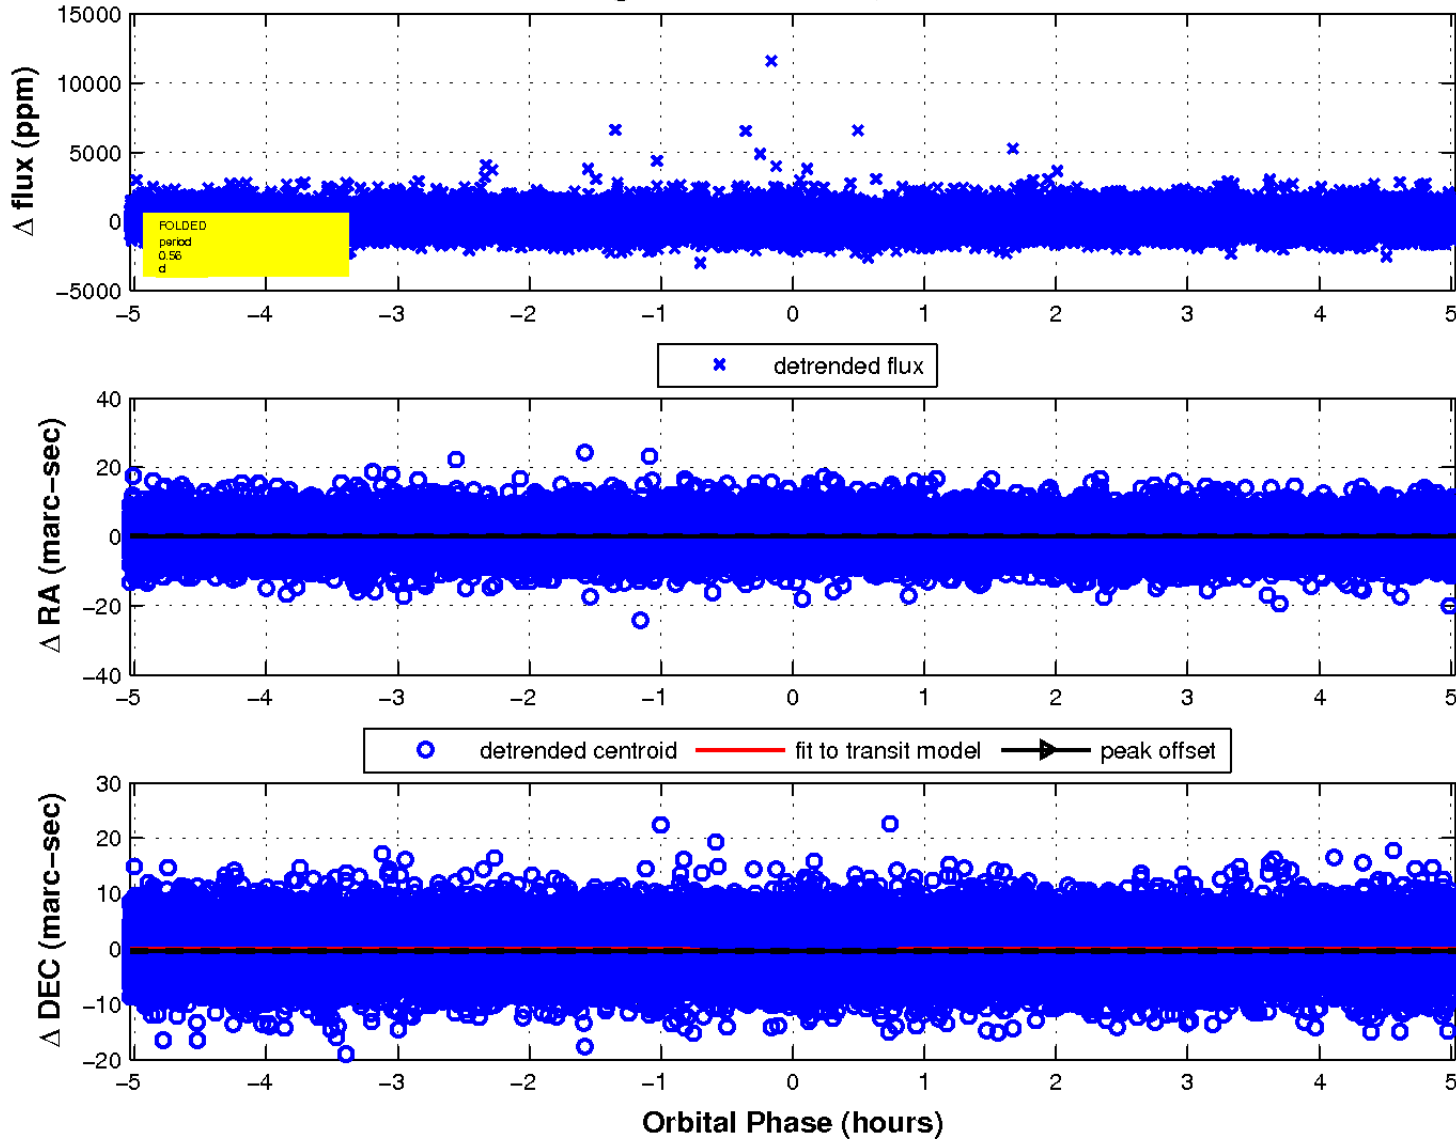 15000
10000
5000
0
−5000
Δ flux (ppm)
FOLDED
period
0.56
d
−5 −4 −3 −2 −1 0 1 2 3 4 5
detrended flux
40
20
0
−20
−40
Δ RA (marc−sec)
−5 −4 −3 −2 −1 0 1 2 3 4 5
detrended centroid fit to transit model peak offset
30
20
10
0
−10
−20
Δ DEC (marc−sec)
−5 −4 −3 −2 −1 0 1 2 3 4 5
Orbital Phase (hours)